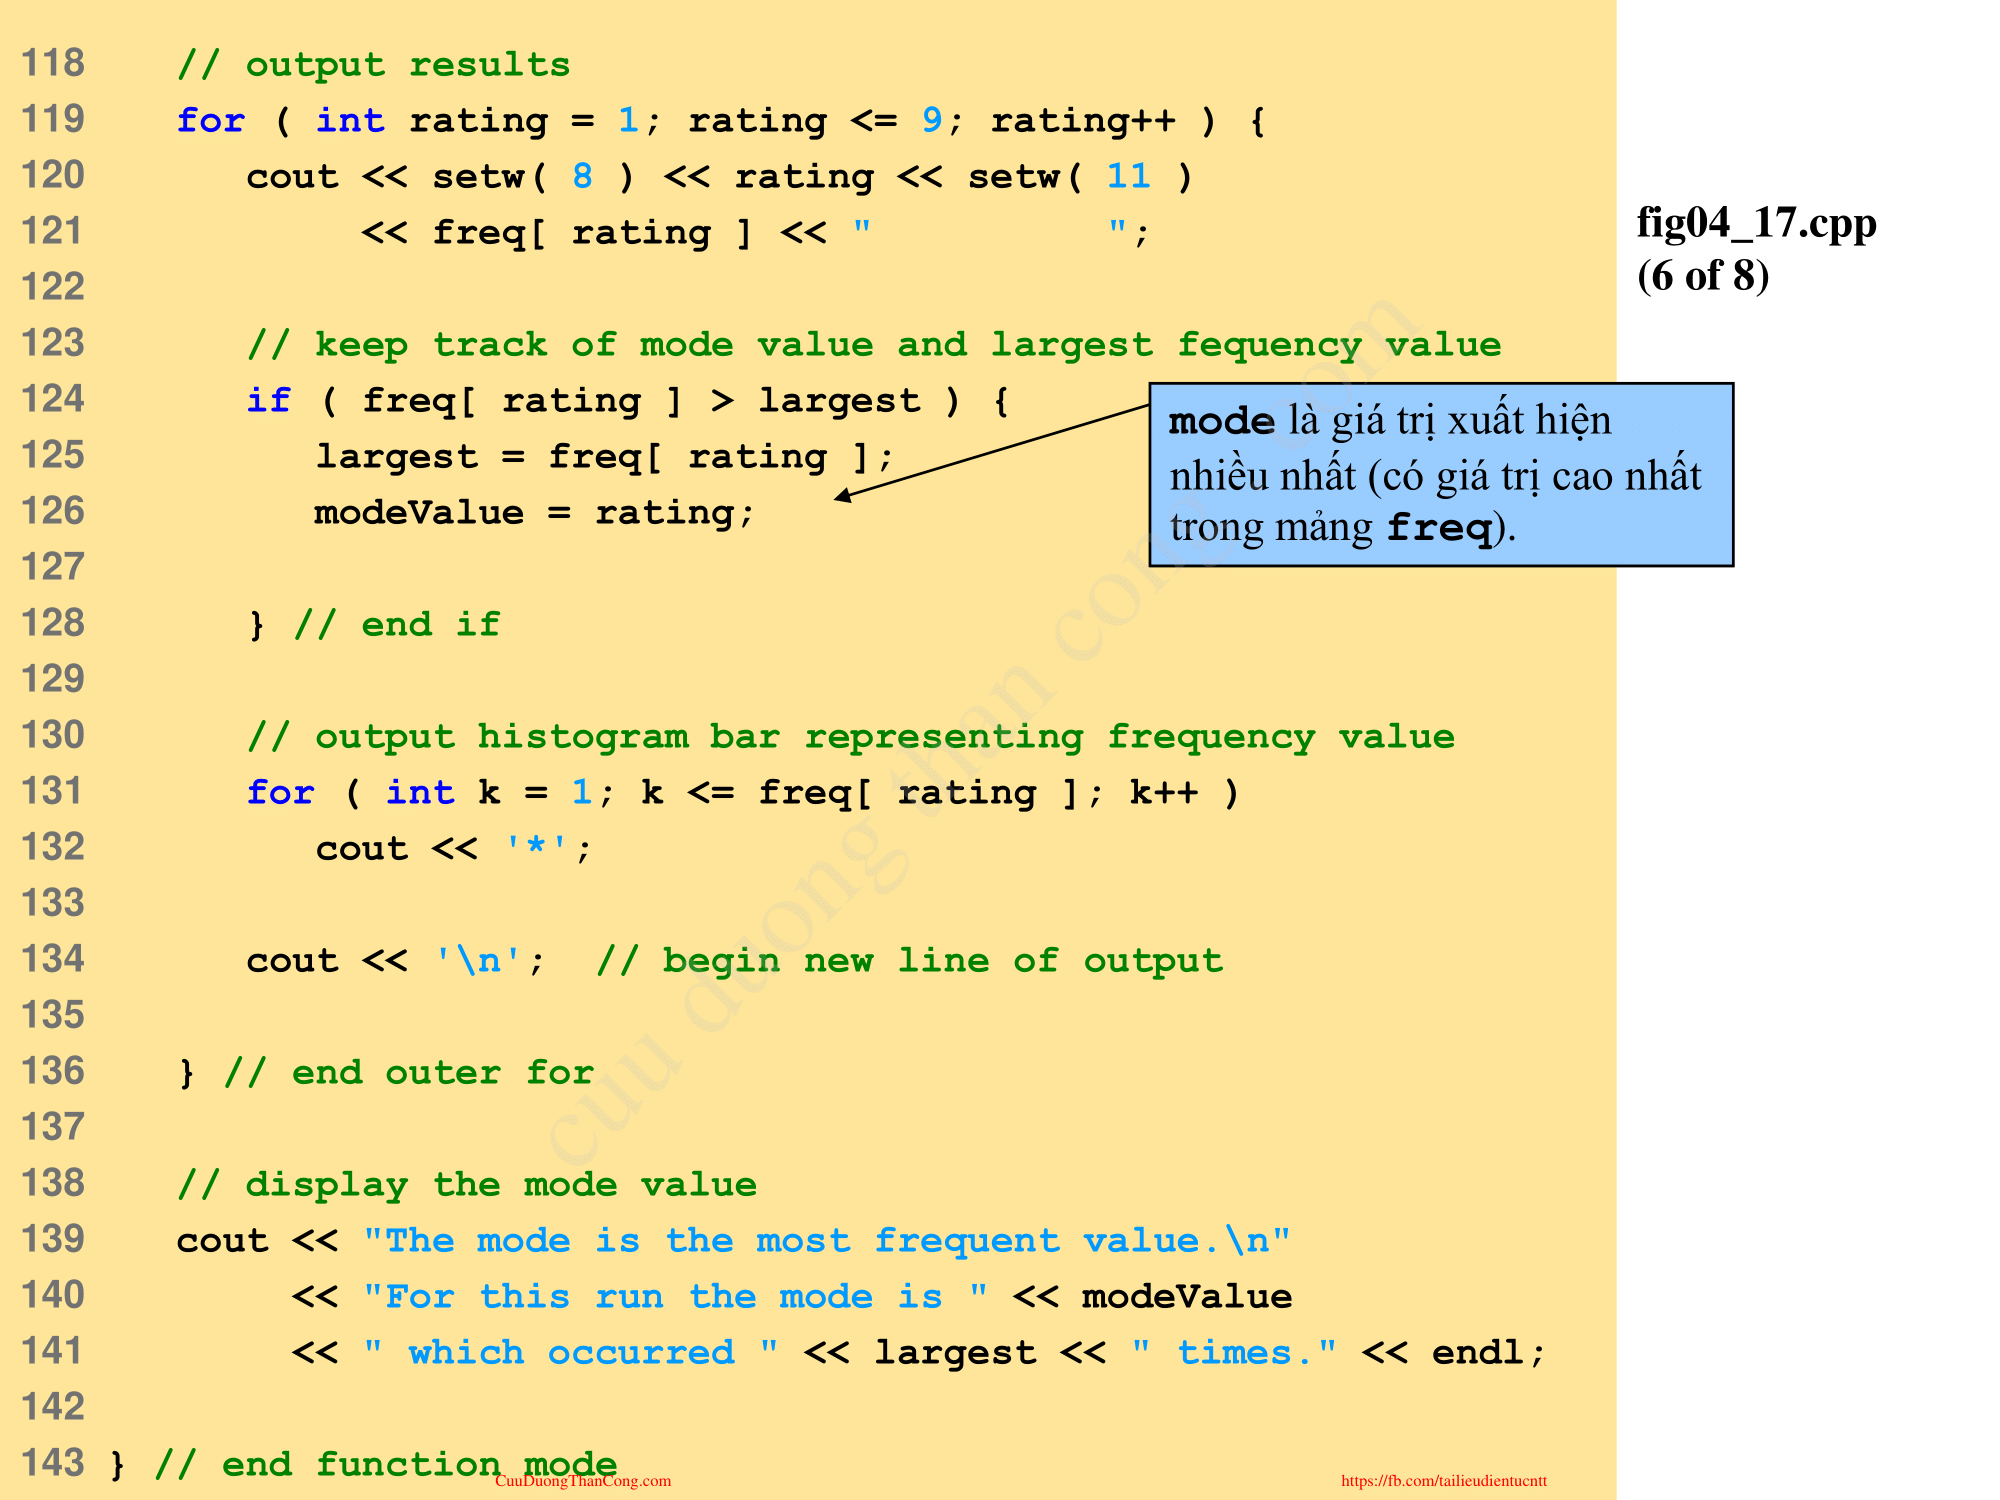 118 // output results
119 for ( int rating = 1; rating <= 9; rating++ ) {
120 cout << setw( 8 ) << rating << setw( 11 )
121 << freq[ rating ] << "          ";
fig04_17.cpp
(6 of 8)
122
123 // keep track of mode value and largest fequency value
124 if ( freq[ rating ] > largest ) {
125 largest = freq[ rating ];
126 modeValue = rating;
mode là giá trị xuất hiện
nhiều nhất (có giá trị cao nhất
trong mảng freq).
127
128 } // end if
129
130 // output histogram bar representing frequency value
131 for ( int k = 1; k <= freq[ rating ]; k++ )
132 cout << '*';
133
134 cout << '\n'; // begin new line of output
135
136 } // end outer for
137
138 // display the mode value
139 cout << "The mode is the most frequent value.\n"
140 << "For this run the mode is " << modeValue
141 << " which occurred " << largest << " times." << endl;
142
143 } // end function mode
cuu duong than cong . com
CuuDuongThanCong.com
https://fb.com/tailieudientucntt